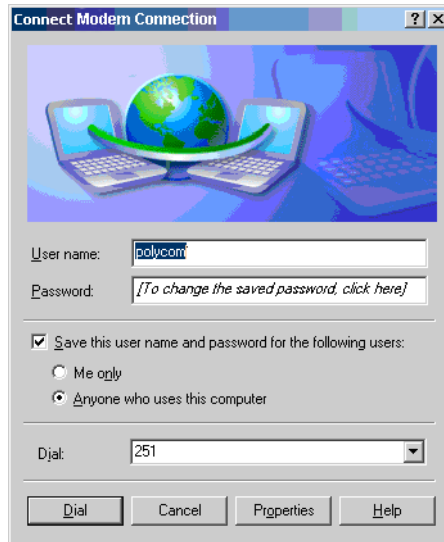 Connect Modem Connection
User name: polycom
Password: [To change the saved password, click here]
Save this user name and password for the following users:
Me only
Anyone who uses this computer
Dial: 251
Dial Cancel Properties Help